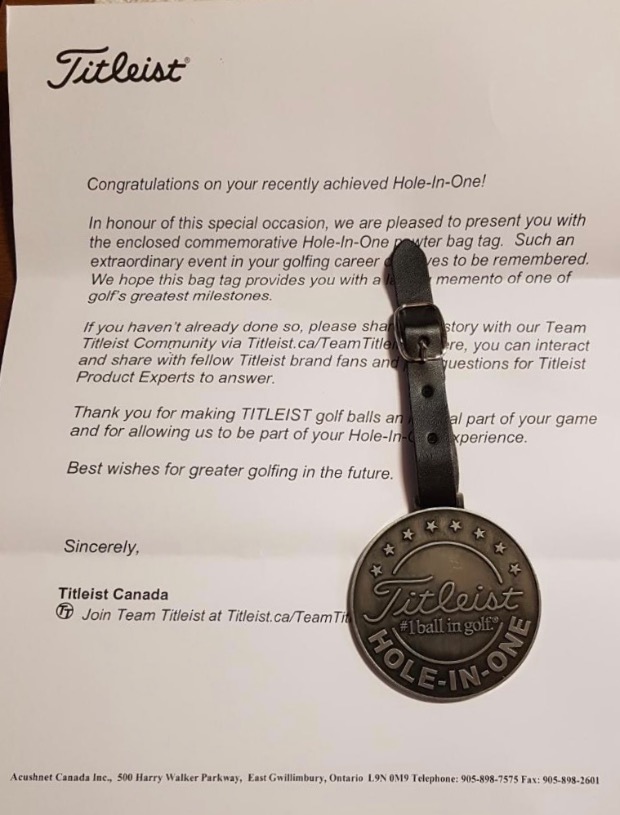 Titleist®
Congratulations on your recently achieved Hole-In-One!
In honour of this special occasion, we are pleased to present you with
the enclosed commemorative Hole-In-One pewter bag tag. Such an
extraordinary event in your golfing career ves to be remembered.
We hope this bag tag provides you with a memento of one of
golf's greatest milestones.
If you haven't already done so, please shar story with our Team
Titleist Community via Titleist.ca/TeamTitlei re, you can interact
and share with fellow Titleist brand fans and questions for Titleist
Product Experts to answer.
Thank you for making TITLEIST golf balls an al part of your game
and for allowing us to be part of your Hole-In- xperience.
Best wishes for greater golfing in the future.
Sincerely,
Titleist Canada
TT Join Team Titleist at Titleist.ca/TeamTit
Titleist
#1 ball in golf.®
HOLE-IN-ONE
Acushnet Canada Inc., 500 Harry Walker Parkway, East Gwillimbury, Ontario L9N 0M9 Telephone: 905-898-7575 Fax: 905-898-2601